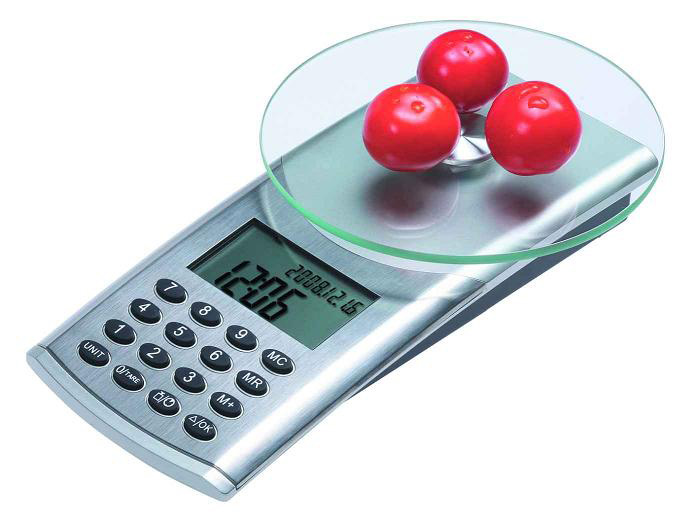 2008.12.16
12:05
7 8 9 MC
4 5 6 MR
1 2 3 M+
UNIT 0/TARE /OK